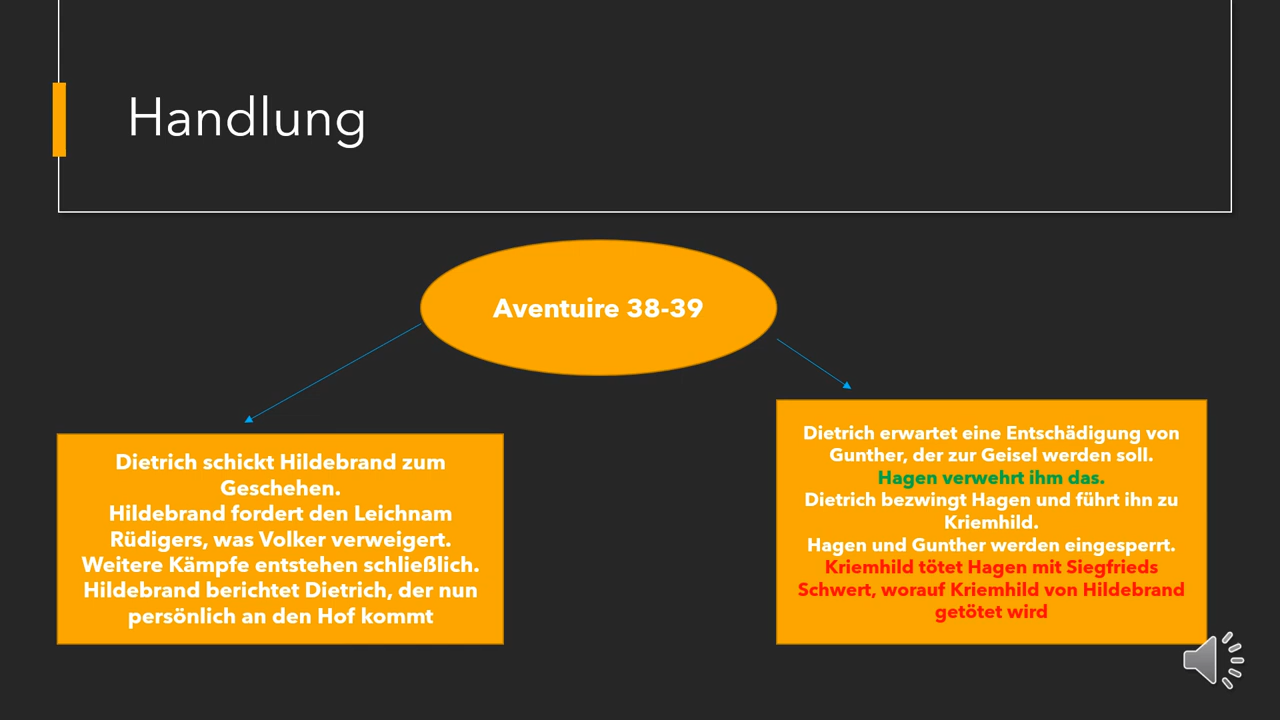 Handlung
Aventuire 38-39
Dietrich schickt Hildebrand zum
Geschehen.
Hildebrand fordert den Leichnam
Rüdigers, was Volker verweigert.
Weitere Kämpfe entstehen schließlich.
Hildebrand berichtet Dietrich, der nun
persönlich an den Hof kommt
Dietrich erwartet eine Entschädigung von
Gunther, der zur Geisel werden soll.
Hagen verwehrt ihm das.
Dietrich bezwingt Hagen und führt ihn zu
Kriemhild.
Hagen und Gunther werden eingesperrt.
Kriemhild tötet Hagen mit Siegfrieds
Schwert, worauf Kriemhild von Hildebrand
getötet wird